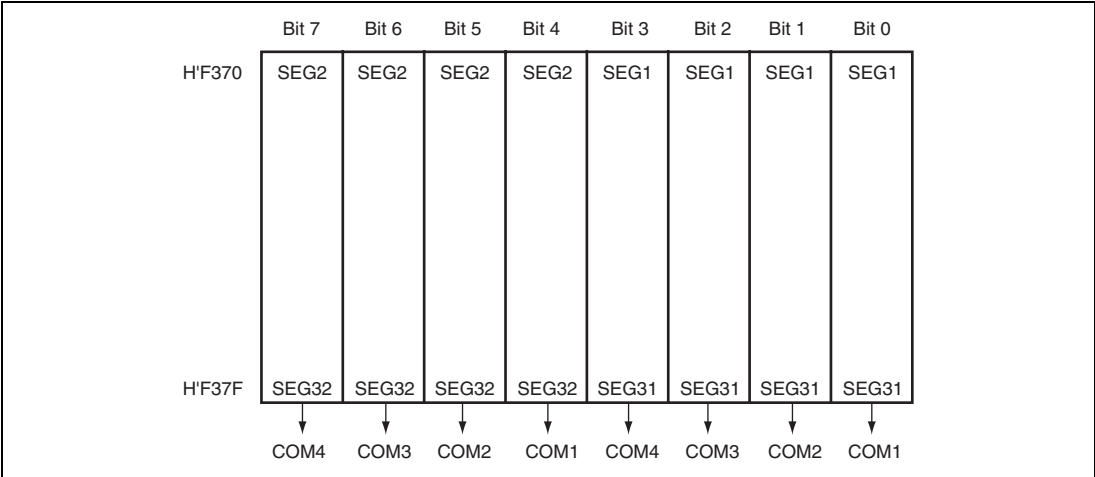 Bit 7 Bit 6 Bit 5 Bit 4 Bit 3 Bit 2 Bit 1 Bit 0
H'F370 SEG2 SEG2 SEG2 SEG2 SEG1 SEG1 SEG1 SEG1
H'F37F SEG32 SEG32 SEG32 SEG32 SEG31 SEG31 SEG31 SEG31
COM4 COM3 COM2 COM1 COM4 COM3 COM2 COM1